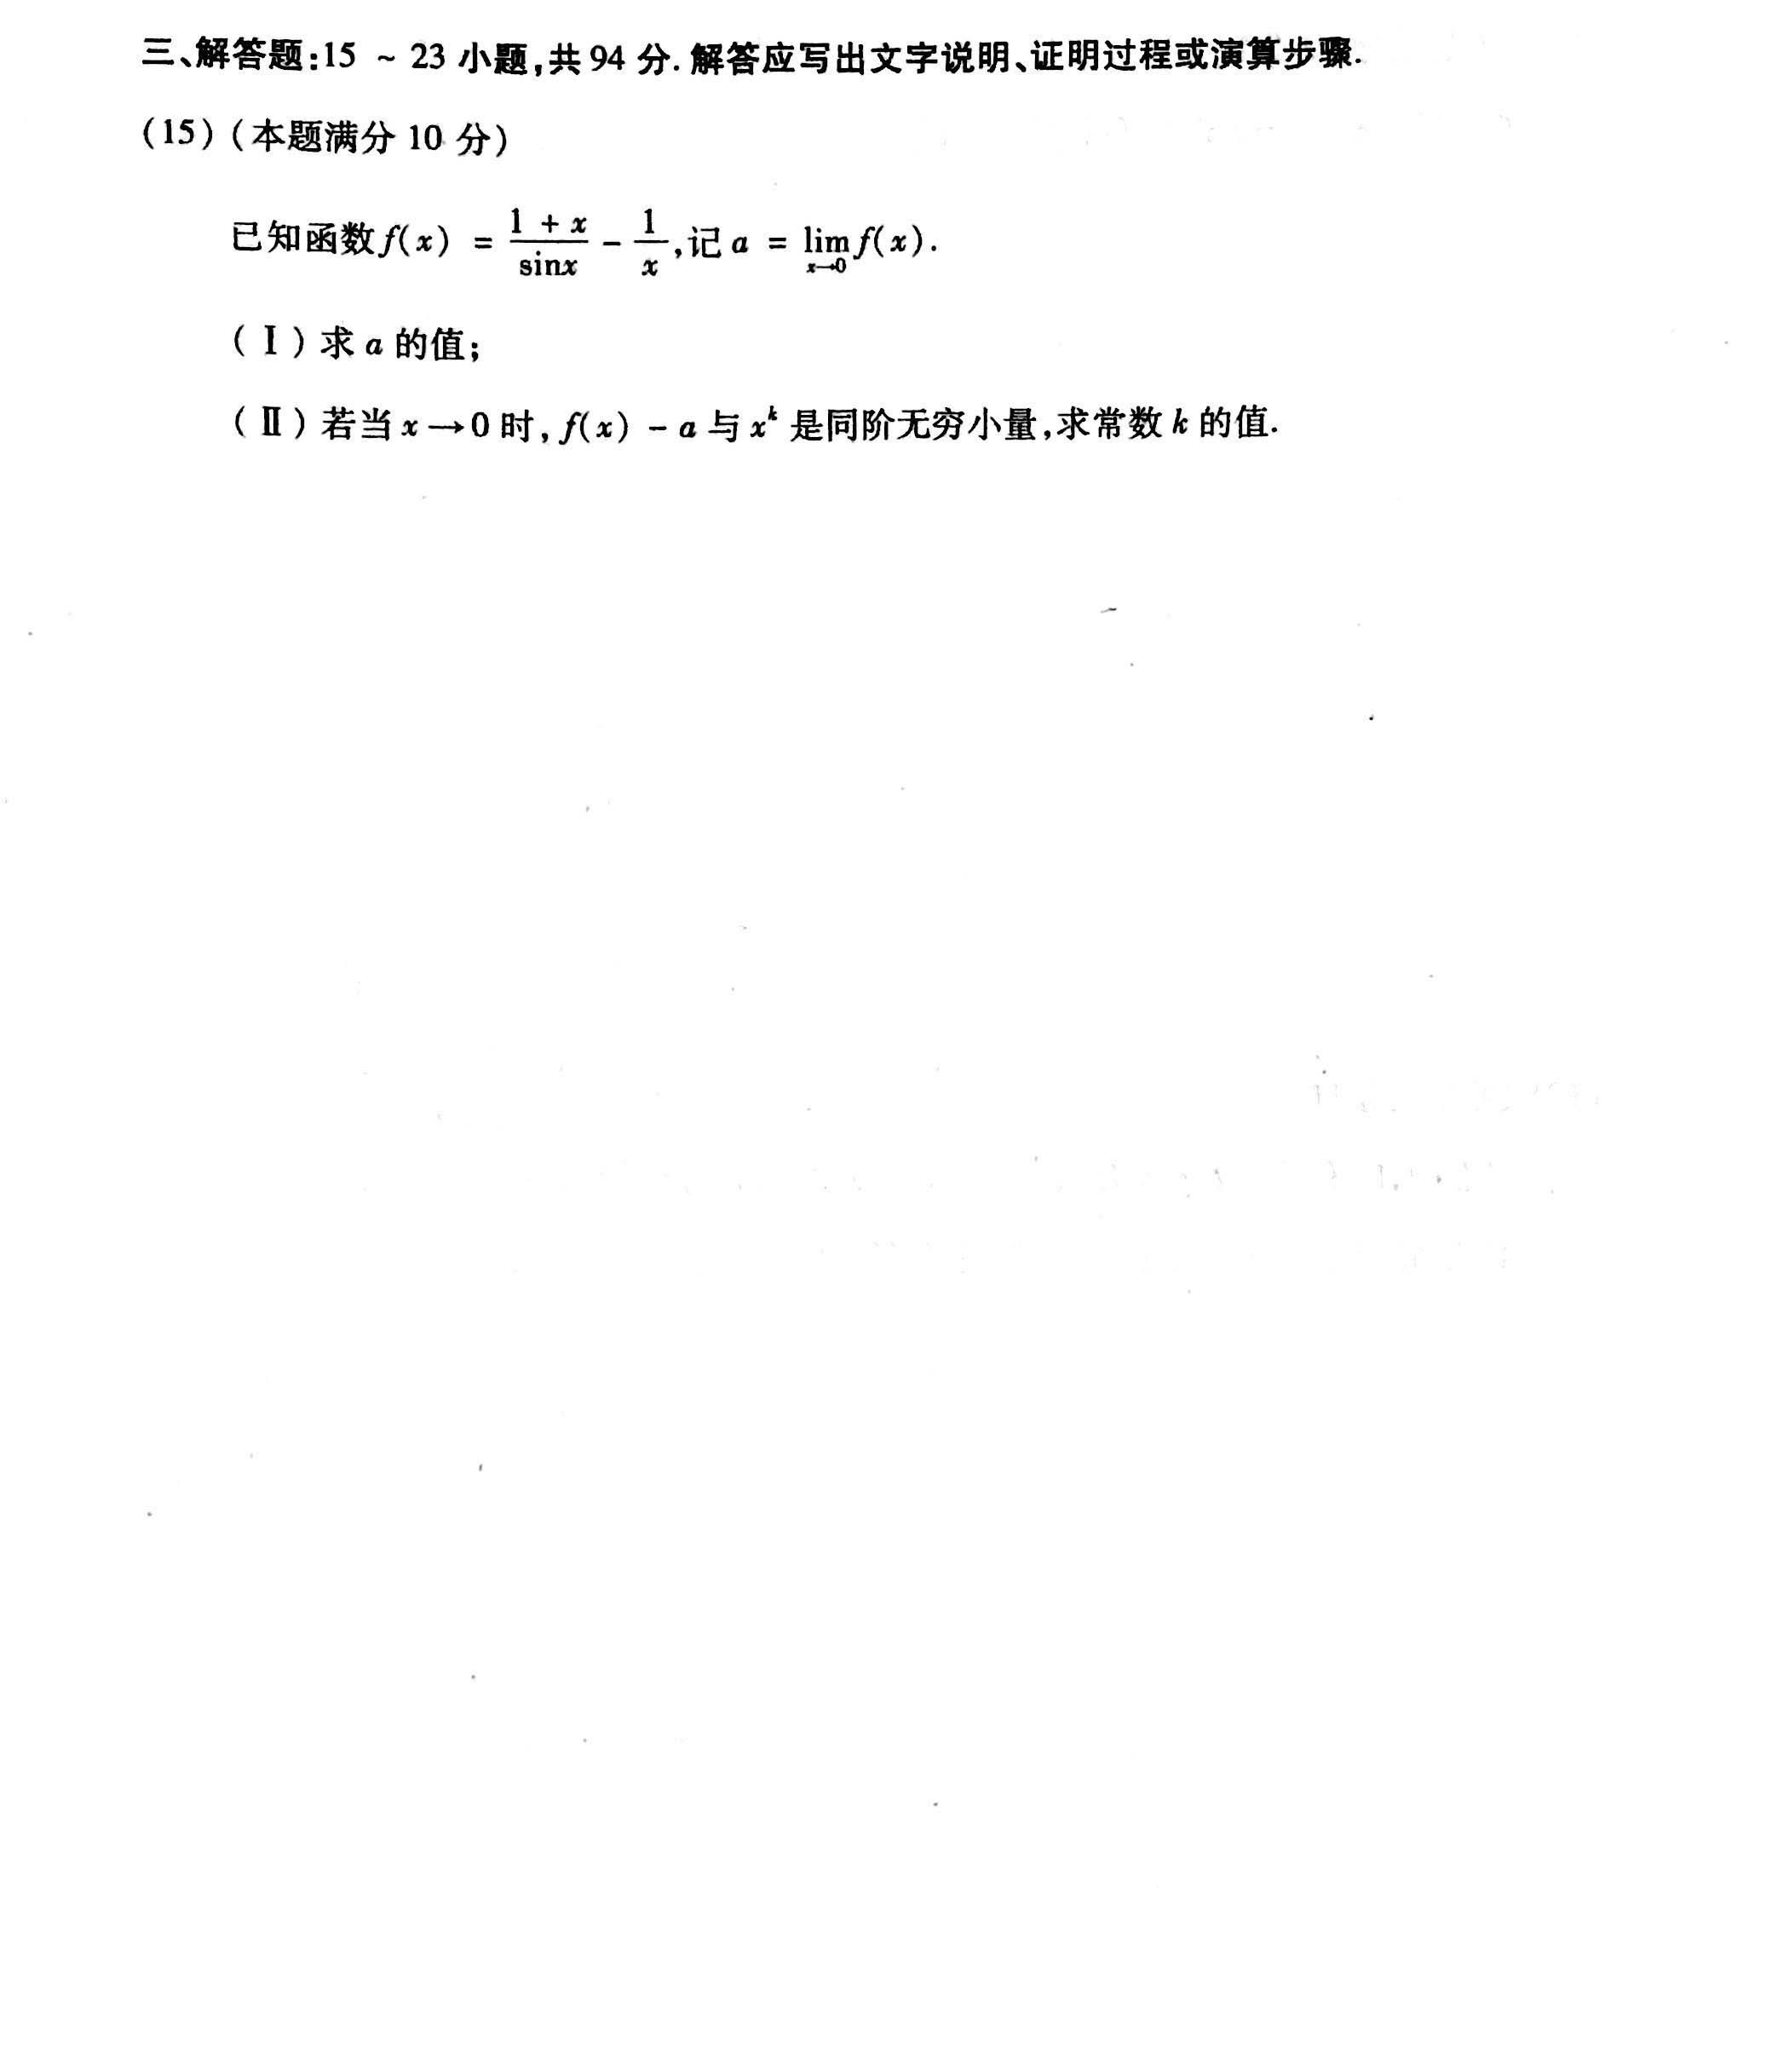 三、解答题:15 ~ 23 小题,共 94 分. 解答应写出文字说明、证明过程或演算步骤.
(15) (本题满分 10 分)
已知函数 f(x) = \frac{1 + x}{\sin x} - \frac{1}{x},记 a = \lim_{x→0} f(x).
(Ⅰ) 求 a 的值;
(Ⅱ) 若当 x→0 时, f(x) - a 与 x^k 是同阶无穷小量,求常数 k 的值.